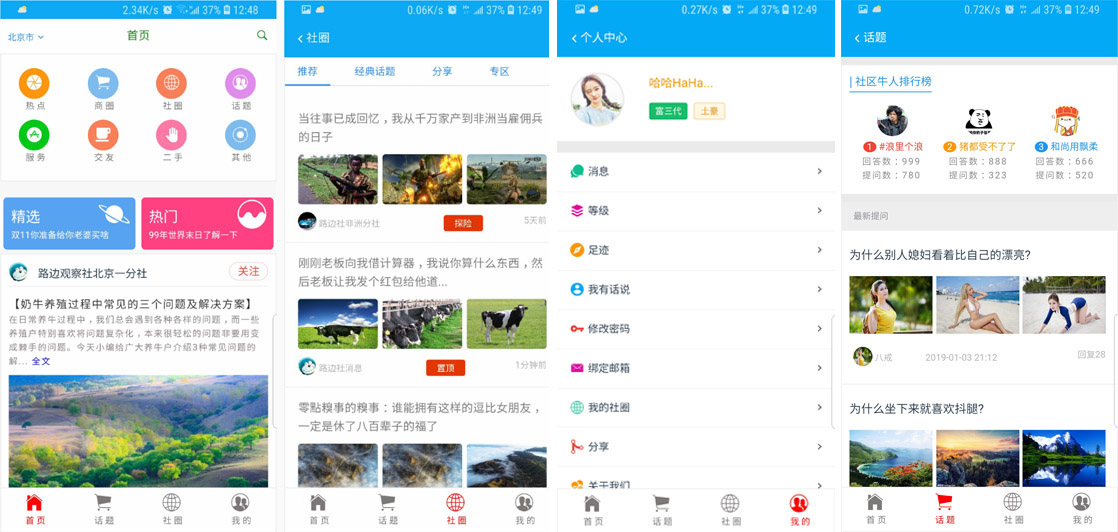 2.34K/s 37% 12:48
北京市
首页
热点 商圈 社圈 话题
服务 交友 二手 其他
精选
双11你准备给你老婆买啥
热门
99年世界末日了解一下
路边观察社北京一分社
关注
【奶牛养殖过程中常见的三个问题及解决方案】
在日常养牛过程中，我们总会遇到各种各样的问题，而一些
养殖户特别喜欢将问题复杂化，本来很轻松的问题非要用变
成棘手的问题。今天小编给广大养牛户介绍3种常见问题的
解... 全文
首页 话题 社圈 我的
0.06K/s 37% 12:49
社圈
推荐 经典话题 分享 专区
当往事已成回忆，我从千万家产到非洲当雇佣兵
的日子
路边社非洲分社
探险
5天前
刚刚老板向我借计算器，我说你算什么东西，然
后老板让我发个红包给他道...
路边社消息
置顶
1分钟前
零點糗事的糗事：谁能拥有这样的逗比女朋友，
一定是休了八百辈子的福了
首页 话题 社圈 我的
0.27K/s 37% 12:49
个人中心
哈哈HaHa...
富三代 土豪
消息
等级
足迹
我有话说
修改密码
绑定邮箱
我的社圈
分享
关于我们
首页 话题 社圈 我的
0.72K/s 37% 12:49
话题
社区牛人排行榜
1 #浪里个浪
回答数：999
提问数：780
2 猪都受不了了
回答数：888
提问数：323
3 和尚用飘柔
回答数：666
提问数：520
最新提问
为什么别人媳妇看着比自己的漂亮?
八戒
2019-01-03 21:12
回复28
为什么坐下来就喜欢抖腿?
首页 话题 社圈 我的